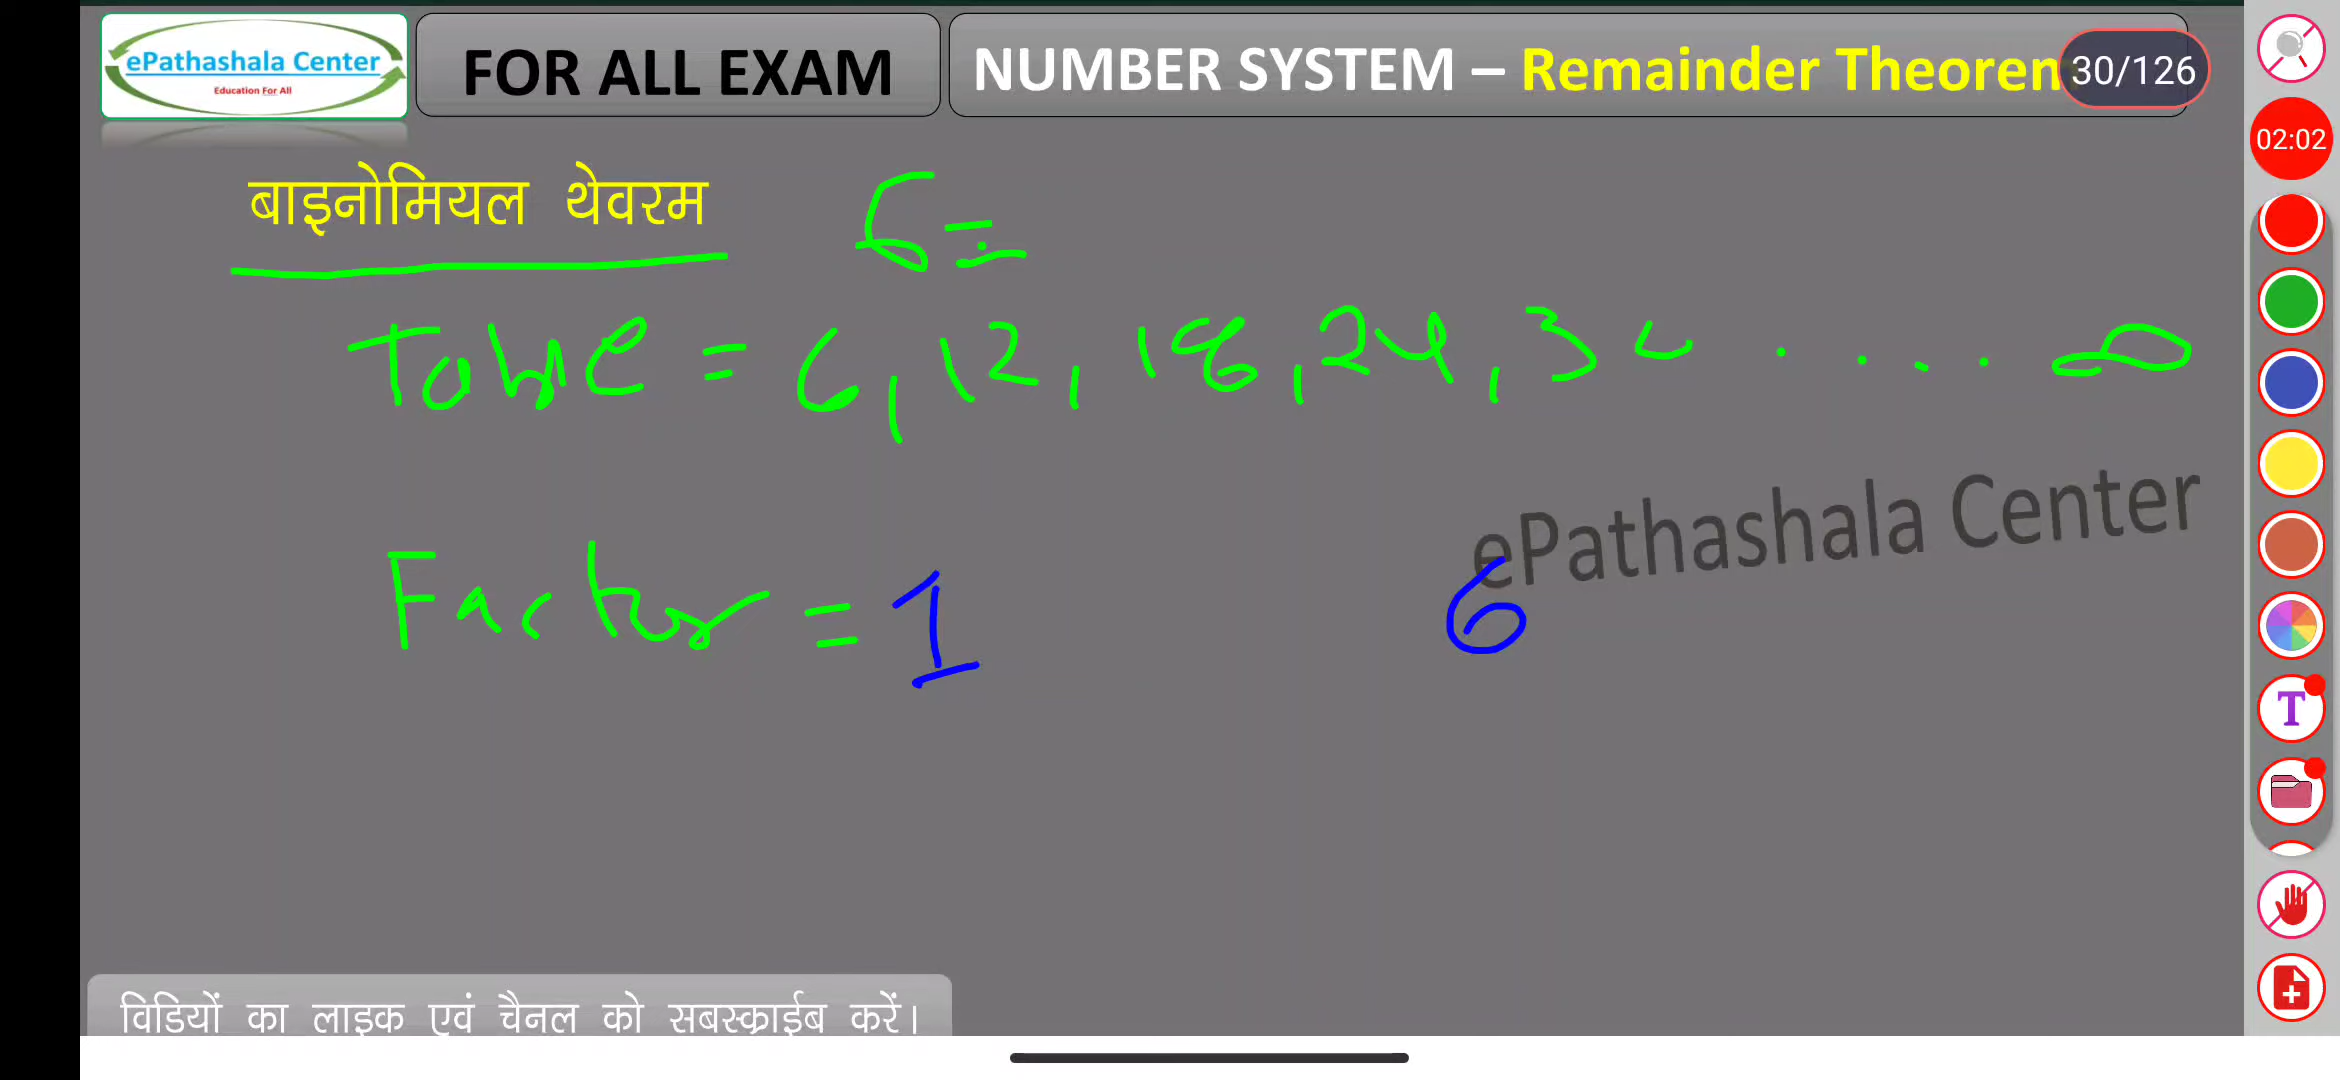 ePathashala Center
Education For All
FOR ALL EXAM
NUMBER SYSTEM – Remainder Theorem
30/126
02:02
बाइनोमियल थेवरम
6 =
Table = 6, 12, 18, 24, 30 . . . . ∞
ePathashala Center
Factor = 1 6
T
विडियों का लाइक एवं चैनल को सबस्क्राईब करें।